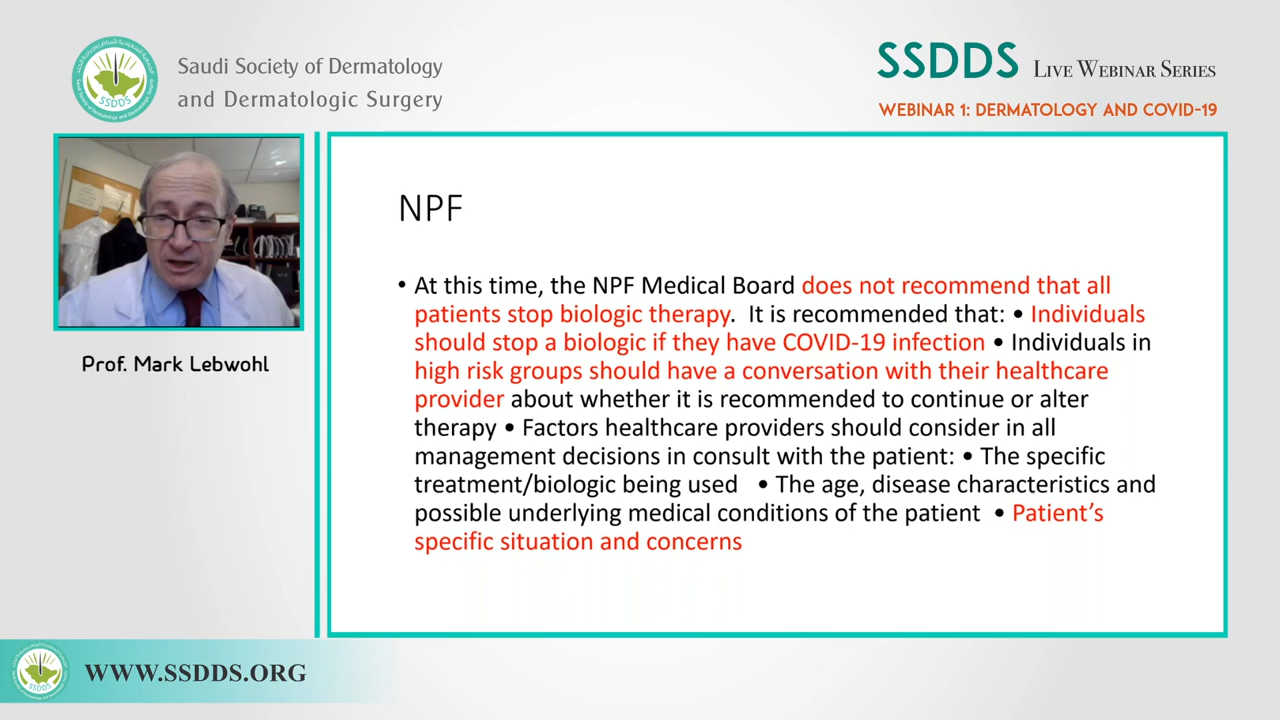 Saudi Society of Dermatology
and Dermatologic Surgery
SSDDS LIVE WEBINAR SERIES
WEBINAR 1: DERMATOLOGY AND COVID-19
SSDDS
Prof. Mark Lebwohl
NPF
• At this time, the NPF Medical Board does not recommend that all
patients stop biologic therapy.  It is recommended that: • Individuals
should stop a biologic if they have COVID-19 infection • Individuals in
high risk groups should have a conversation with their healthcare
provider about whether it is recommended to continue or alter
therapy • Factors healthcare providers should consider in all
management decisions in consult with the patient: • The specific
treatment/biologic being used   • The age, disease characteristics and
possible underlying medical conditions of the patient  • Patient’s
specific situation and concerns
SSDDS
WWW.SSDDS.ORG